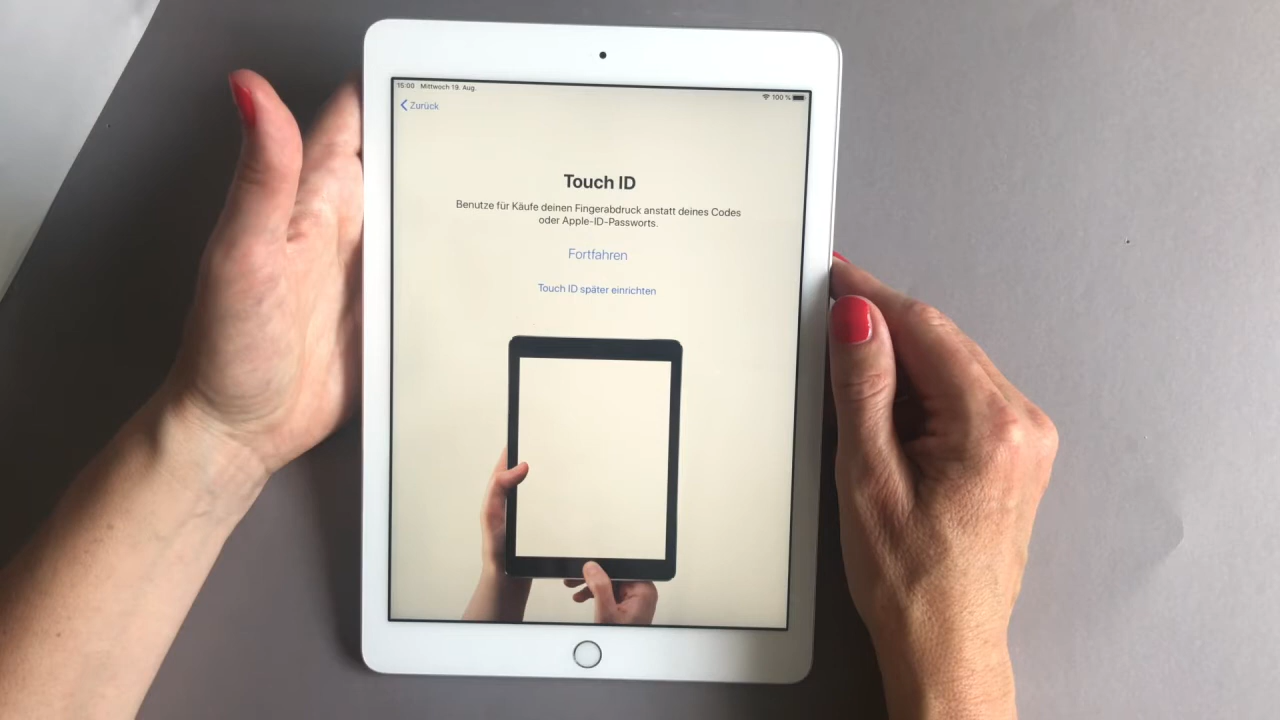 15:00 Mittwoch 19. Aug.
100 %
Zurück
Touch ID
Benutze für Käufe deinen Fingerabdruck anstatt deines Codes
oder Apple-ID-Passworts.
Fortfahren
Touch ID später einrichten